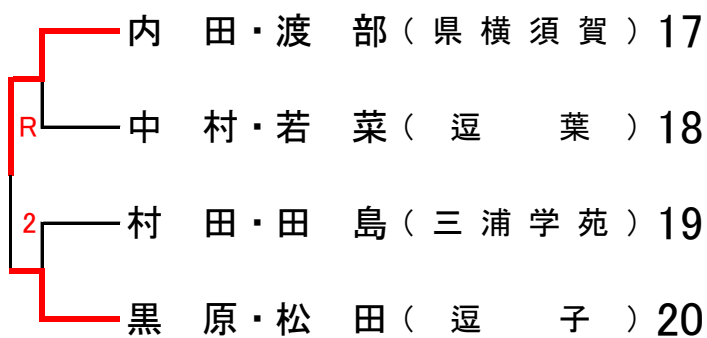 内 田・渡 部 ( 県 横 須 賀 ) 17
R
中 村・若 菜 ( 逗 葉 ) 18
2
村 田・田 島 ( 三 浦 学 苑 ) 19
黒 原・松 田 ( 逗 子 ) 20